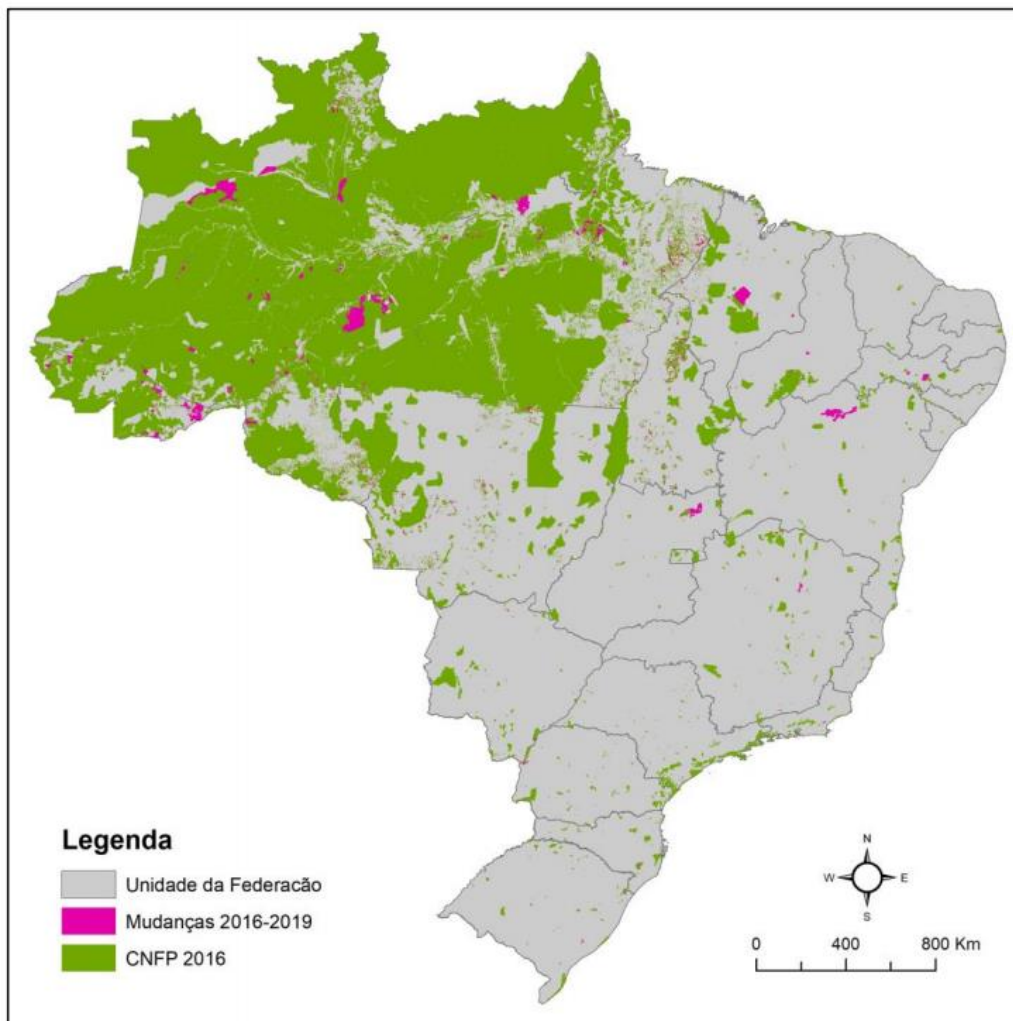 Legenda
Unidade da Federacão
Mudanças 2016-2019
CNFP 2016
N
W E
S
0 400 800 Km